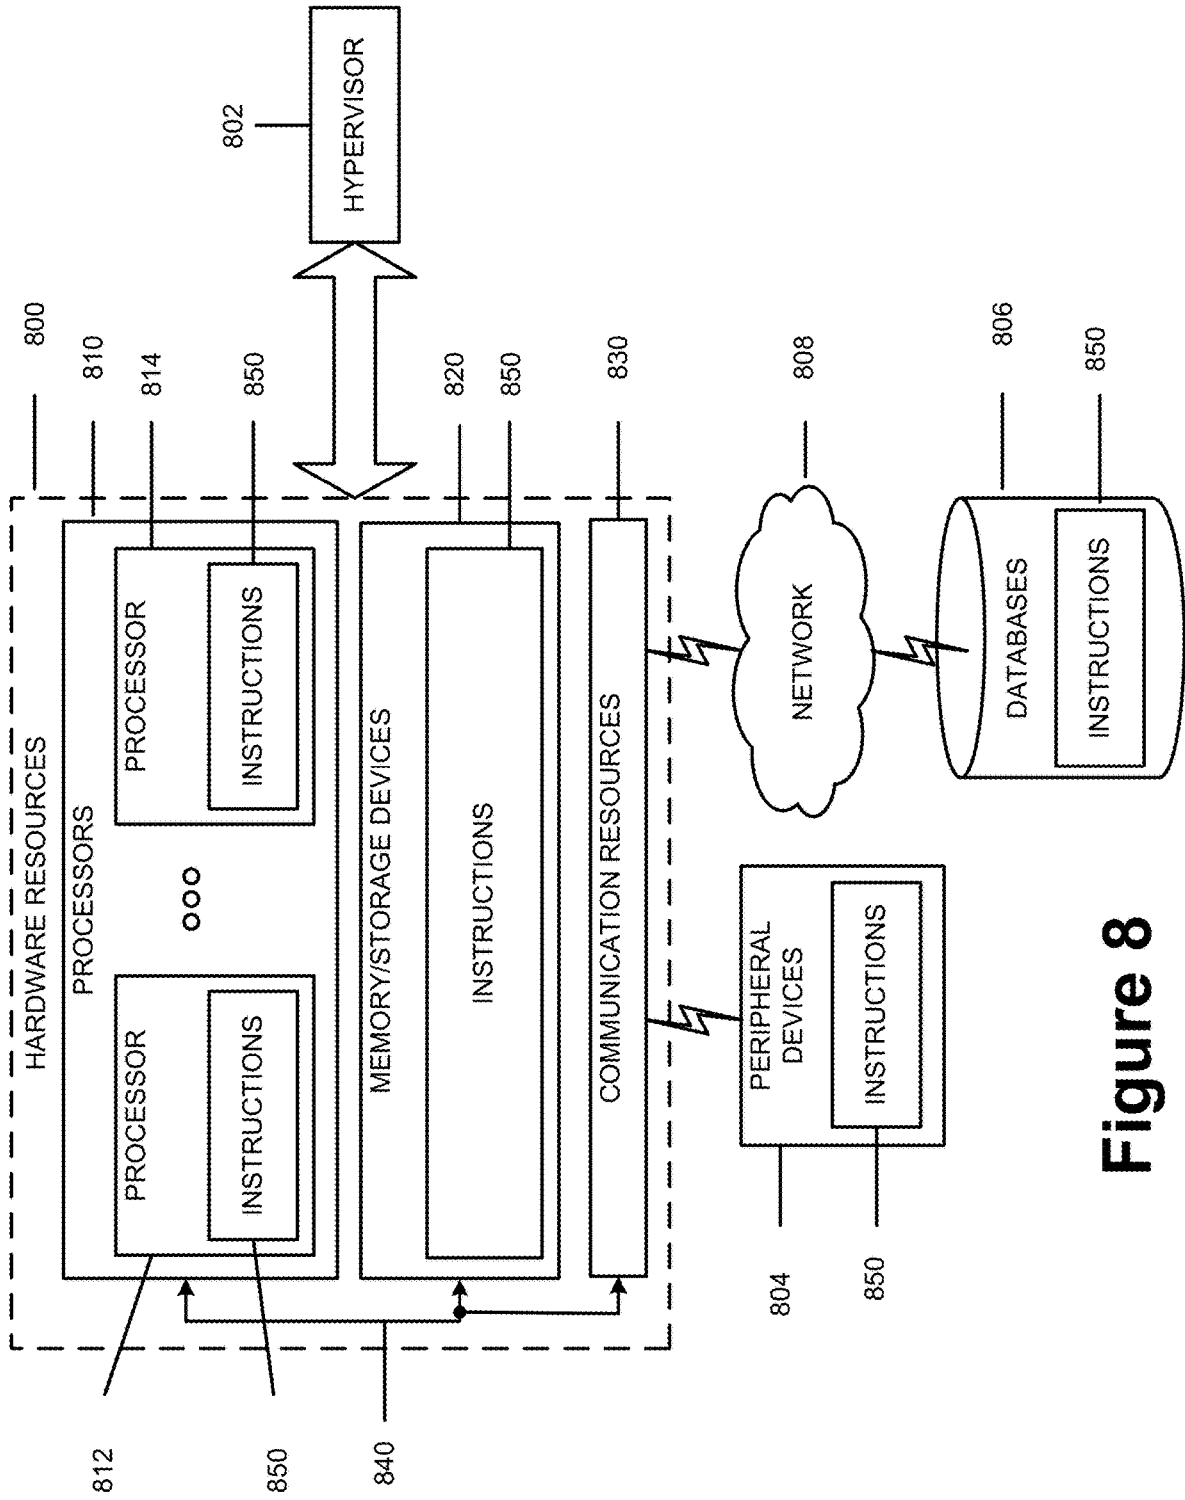 HARDWARE RESOURCES
800
PROCESSORS
810
PROCESSOR
812
INSTRUCTIONS
850
PROCESSOR
814
INSTRUCTIONS
850
HYPERVISOR
802
MEMORY/STORAGE DEVICES
820
INSTRUCTIONS
850
840
COMMUNICATION RESOURCES
830
PERIPHERAL
DEVICES
804
INSTRUCTIONS
850
NETWORK
808
DATABASES
806
INSTRUCTIONS
850
Figure 8